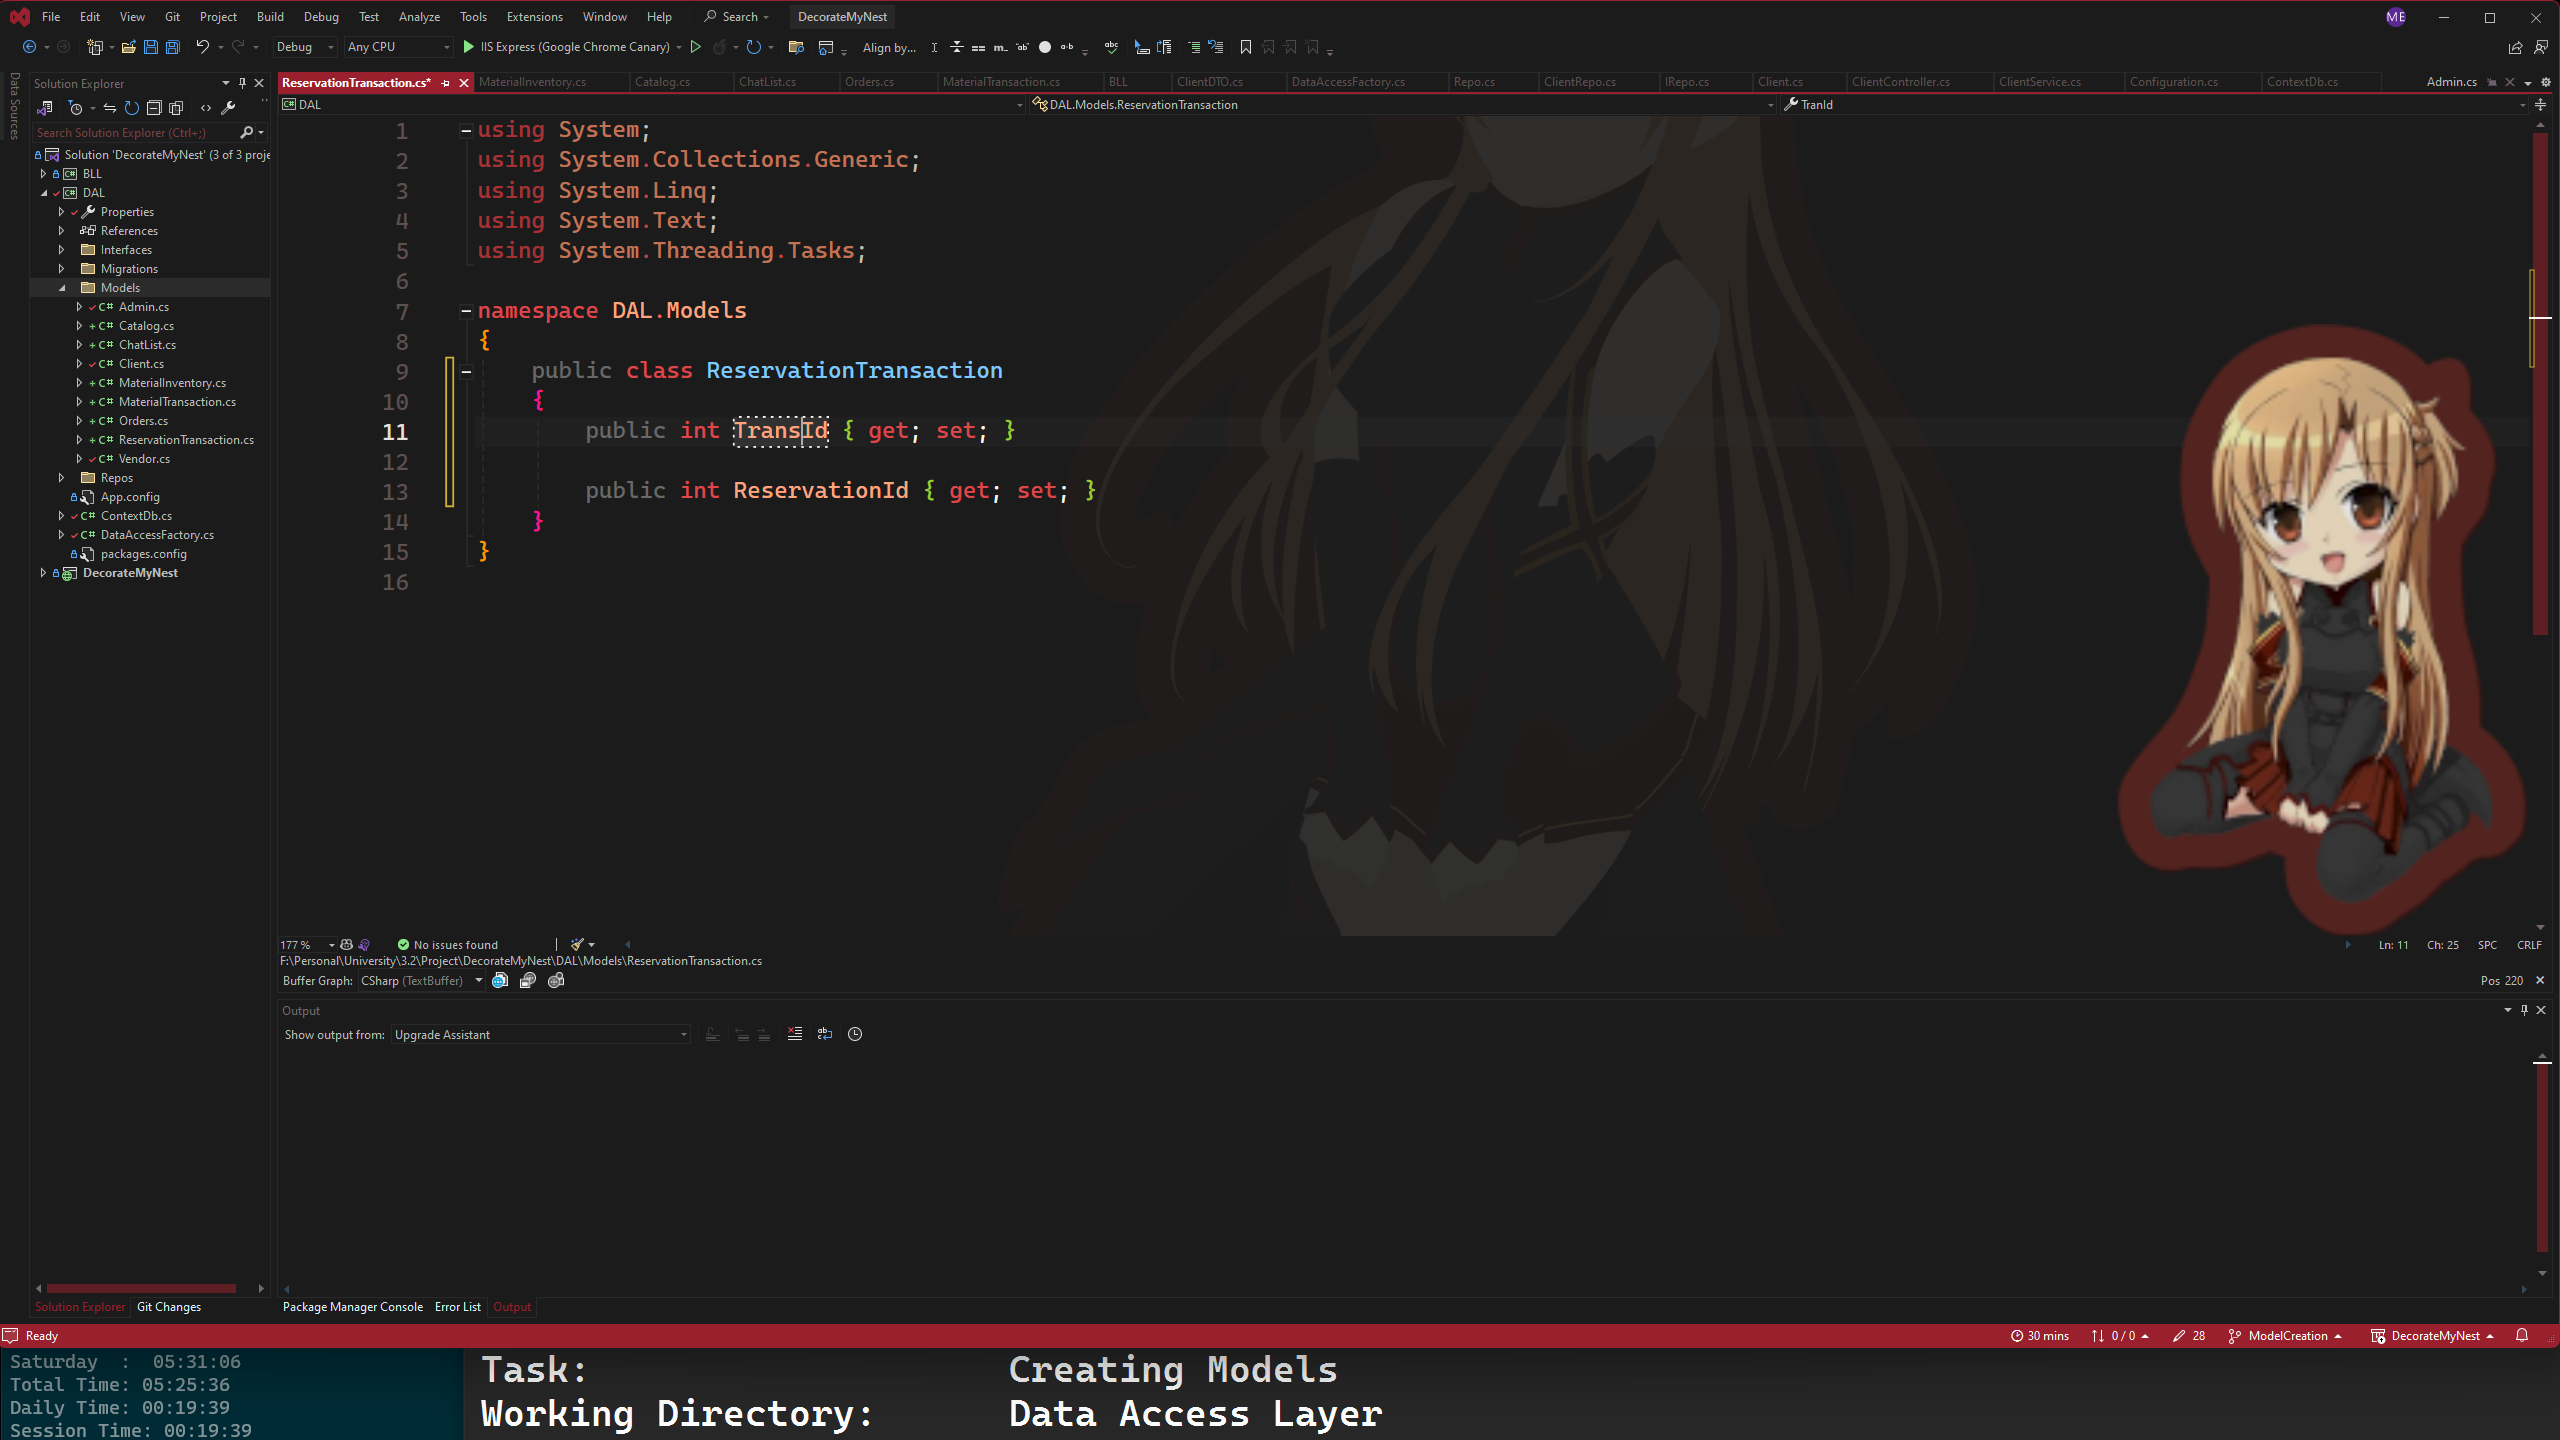 File Edit View Git Project Build Debug Test Analyze Tools Extensions Window Help Search DecorateMyNest ME
Debug Any CPU IIS Express (Google Chrome Canary) Align by...
Data Sources
Solution Explorer
Search Solution Explorer (Ctrl+;)
Solution 'DecorateMyNest' (3 of 3 proje
BLL
DAL
Properties
References
Interfaces
Migrations
Models
Admin.cs
Catalog.cs
ChatList.cs
Client.cs
MaterialInventory.cs
MaterialTransaction.cs
Orders.cs
ReservationTransaction.cs
Vendor.cs
Repos
App.config
ContextDb.cs
DataAccessFactory.cs
packages.config
DecorateMyNest
Solution Explorer Git Changes
ReservationTransaction.cs* MaterialInventory.cs Catalog.cs ChatList.cs Orders.cs MaterialTransaction.cs BLL ClientDTO.cs DataAccessFactory.cs Repo.cs ClientRepo.cs IRepo.cs Client.cs ClientController.cs ClientService.cs Configuration.cs ContextDb.cs Admin.cs
DAL DAL.Models.ReservationTransaction TranId
1 using System;
2 using System.Collections.Generic;
3 using System.Linq;
4 using System.Text;
5 using System.Threading.Tasks;
6
7 namespace DAL.Models
8 {
9 public class ReservationTransaction
10 {
11 public int TransId { get; set; }
12
13 public int ReservationId { get; set; }
14 }
15 }
16
177 % No issues found Ln: 11 Ch: 25 SPC CRLF
F:\Personal\University\3.2\Project\DecorateMyNest\DAL\Models\ReservationTransaction.cs
Buffer Graph: CSharp (TextBuffer) Pos 220
Output
Show output from: Upgrade Assistant
Package Manager Console Error List Output
Ready 30 mins 0 / 0 28 ModelCreation DecorateMyNest
Saturday : 05:31:06
Total Time: 05:25:36
Daily Time: 00:19:39
Session Time: 00:19:39
Task: Creating Models
Working Directory: Data Access Layer